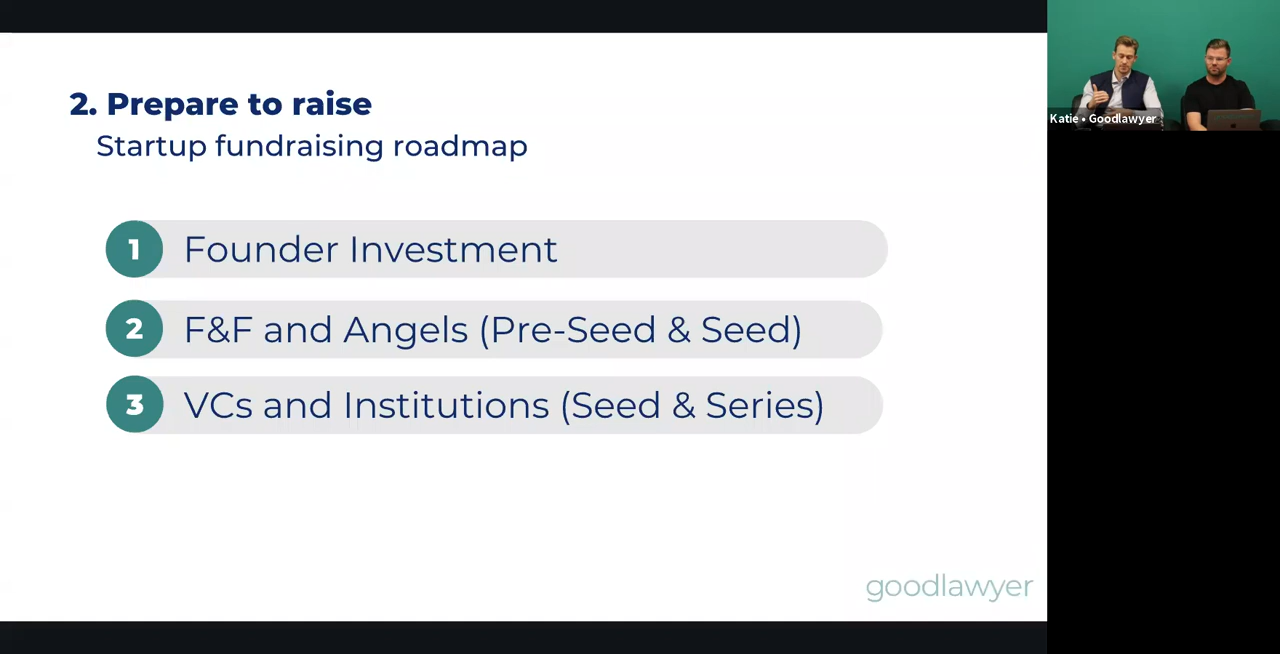 2. Prepare to raise
Startup fundraising roadmap
1 Founder Investment
2 F&F and Angels (Pre-Seed & Seed)
3 VCs and Institutions (Seed & Series)
goodlawyer
Katie • Goodlawyer